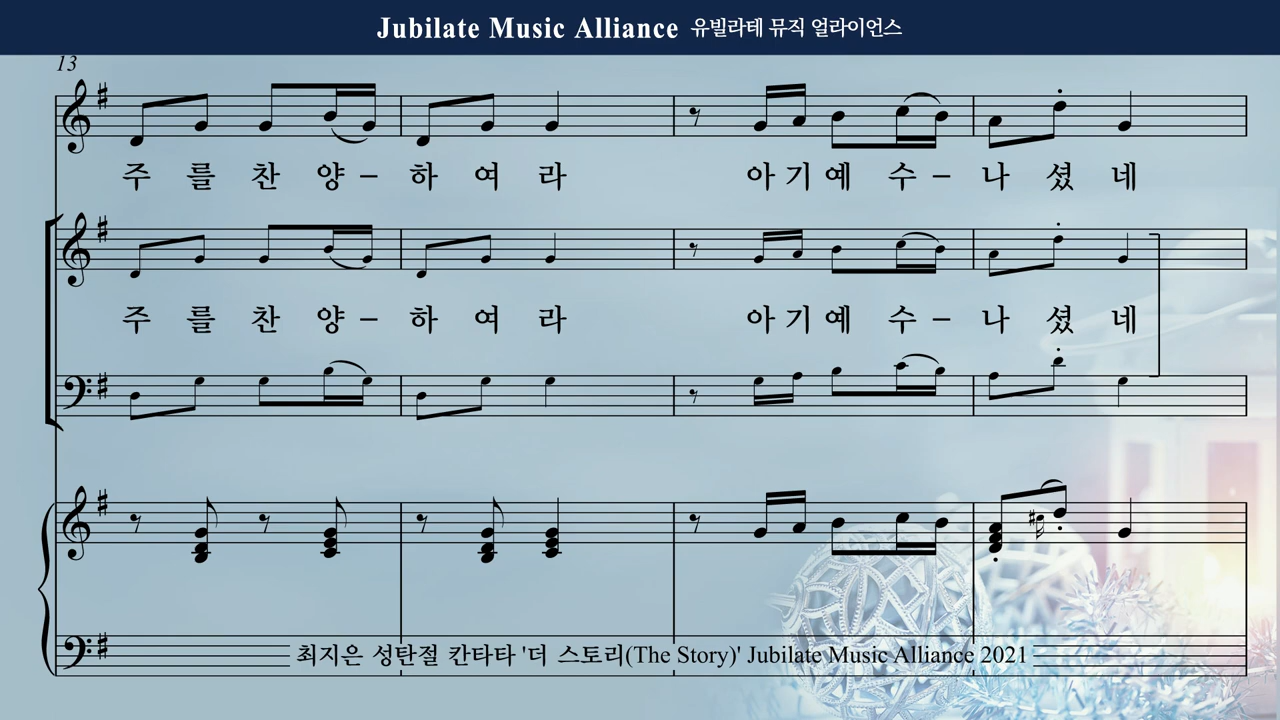 Jubilate Music Alliance 유빌라테 뮤직 얼라이언스
13
주 를 찬 양 - 하 여 라 아 기 예 수 - 나 셨 네
주 를 찬 양 - 하 여 라 아 기 예 수 - 나 셨 네
최지은 성탄절 칸타타 '더 스토리(The Story)' Jubilate Music Alliance 2021